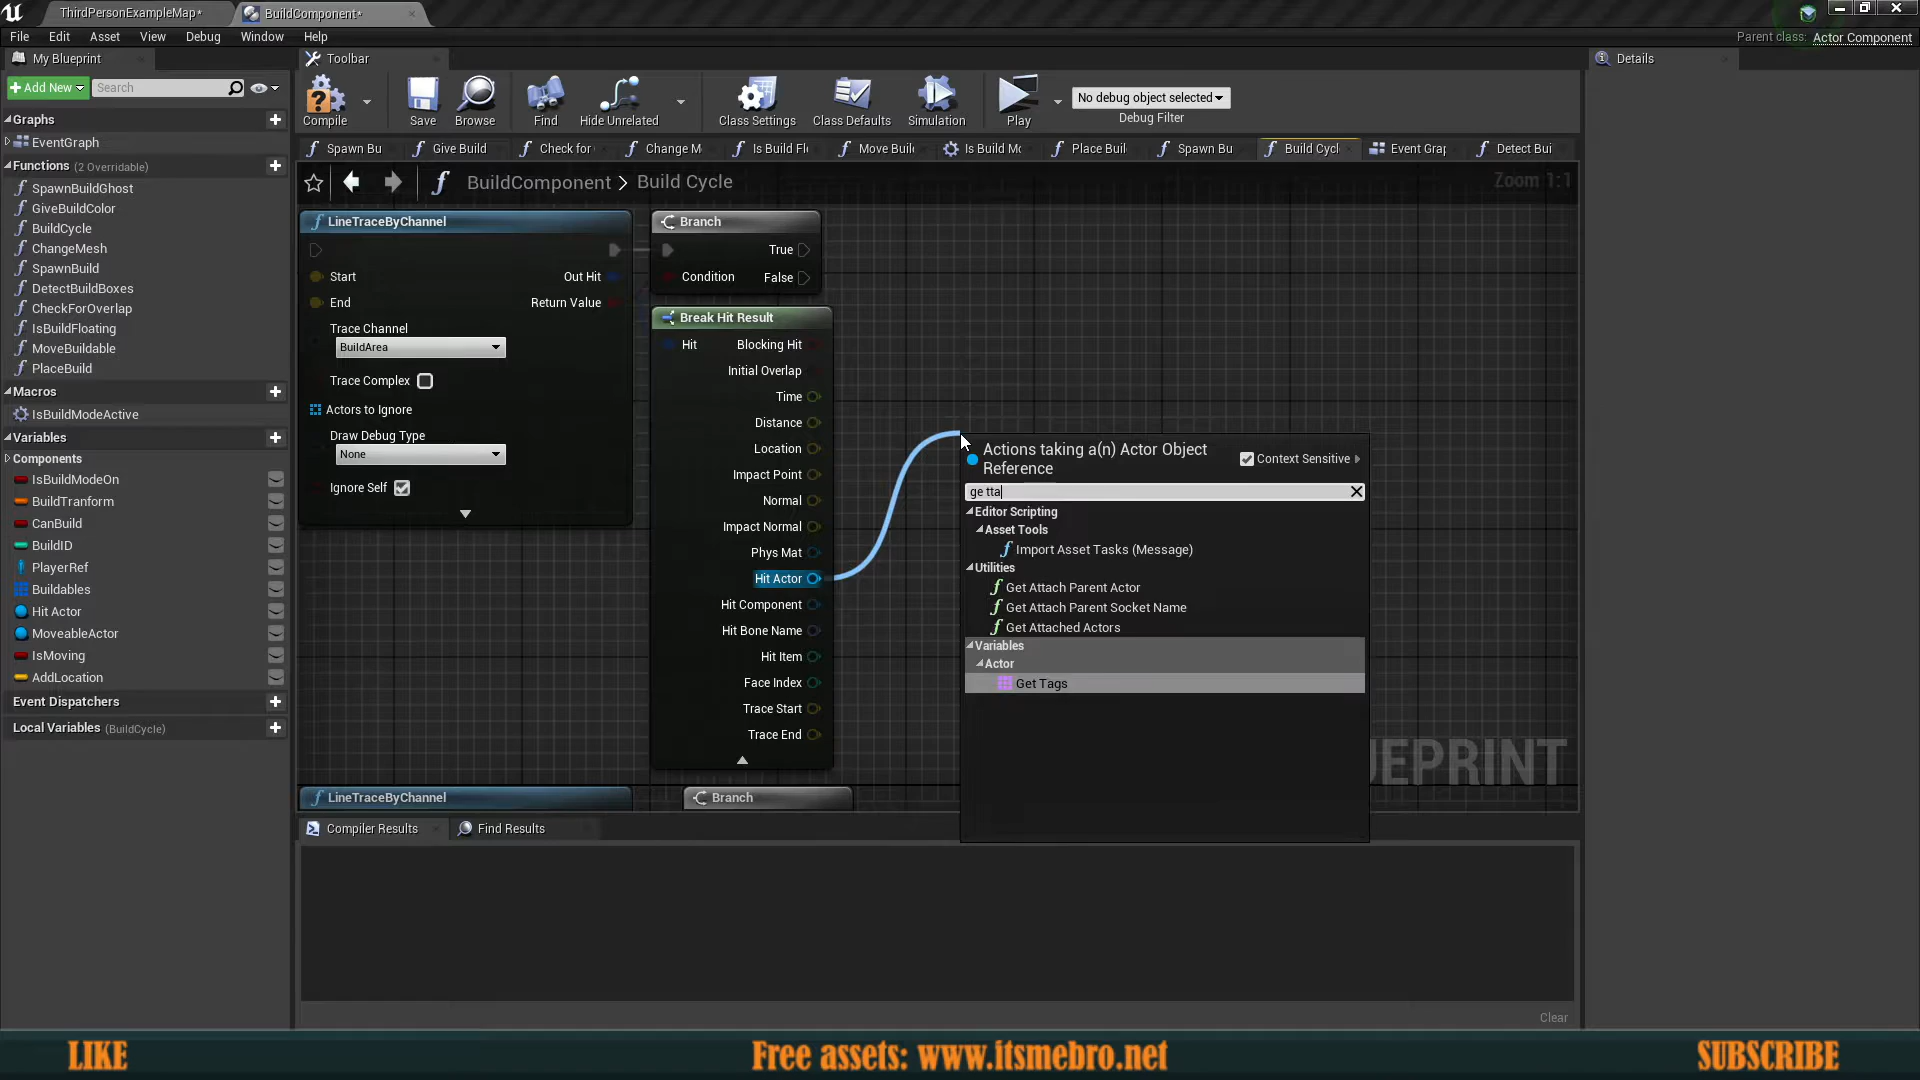 ThirdPersonExampleMap*
BuildComponent*
File Edit Asset View Debug Window Help
Parent class: Actor Component
My Blueprint
Toolbar
Details
Add New
Search
Compile
Save
Browse
Find
Hide Unrelated
Class Settings
Class Defaults
Simulation
Play
No debug object selected
Debug Filter
Graphs
EventGraph
Functions (2 Overridable)
SpawnBuildGhost
GiveBuildColor
BuildCycle
ChangeMesh
SpawnBuild
DetectBuildBoxes
CheckForOverlap
IsBuildFloating
MoveBuildable
PlaceBuild
Macros
IsBuildModeActive
Variables
Components
IsBuildModeOn
BuildTranform
CanBuild
BuildID
PlayerRef
Buildables
Hit Actor
MoveableActor
IsMoving
AddLocation
Event Dispatchers
Local Variables (BuildCycle)
Spawn Bu
Give Build
Check for
Change M
Is Build Fl
Move Buil
Is Build M
Place Buil
Spawn Bu
Build Cycl
Event Grap
Detect Bui
BuildComponent > Build Cycle
Zoom 1:1
LineTraceByChannel
Start
Out Hit
End
Return Value
Trace Channel
BuildArea
Trace Complex
Actors to Ignore
Draw Debug Type
None
Ignore Self
Branch
True
Condition
False
Break Hit Result
Hit
Blocking Hit
Initial Overlap
Time
Distance
Location
Impact Point
Normal
Impact Normal
Phys Mat
Hit Actor
Hit Component
Hit Bone Name
Hit Item
Face Index
Trace Start
Trace End
LineTraceByChannel
Branch
Actions taking a(n) Actor Object
Reference
Context Sensitive
ge tta
Editor Scripting
Asset Tools
Import Asset Tasks (Message)
Utilities
Get Attach Parent Actor
Get Attach Parent Socket Name
Get Attached Actors
Variables
Actor
Get Tags
EPRINT
Compiler Results
Find Results
Clear
LIKE
Free assets: www.itsmebro.net
SUBSCRIBE